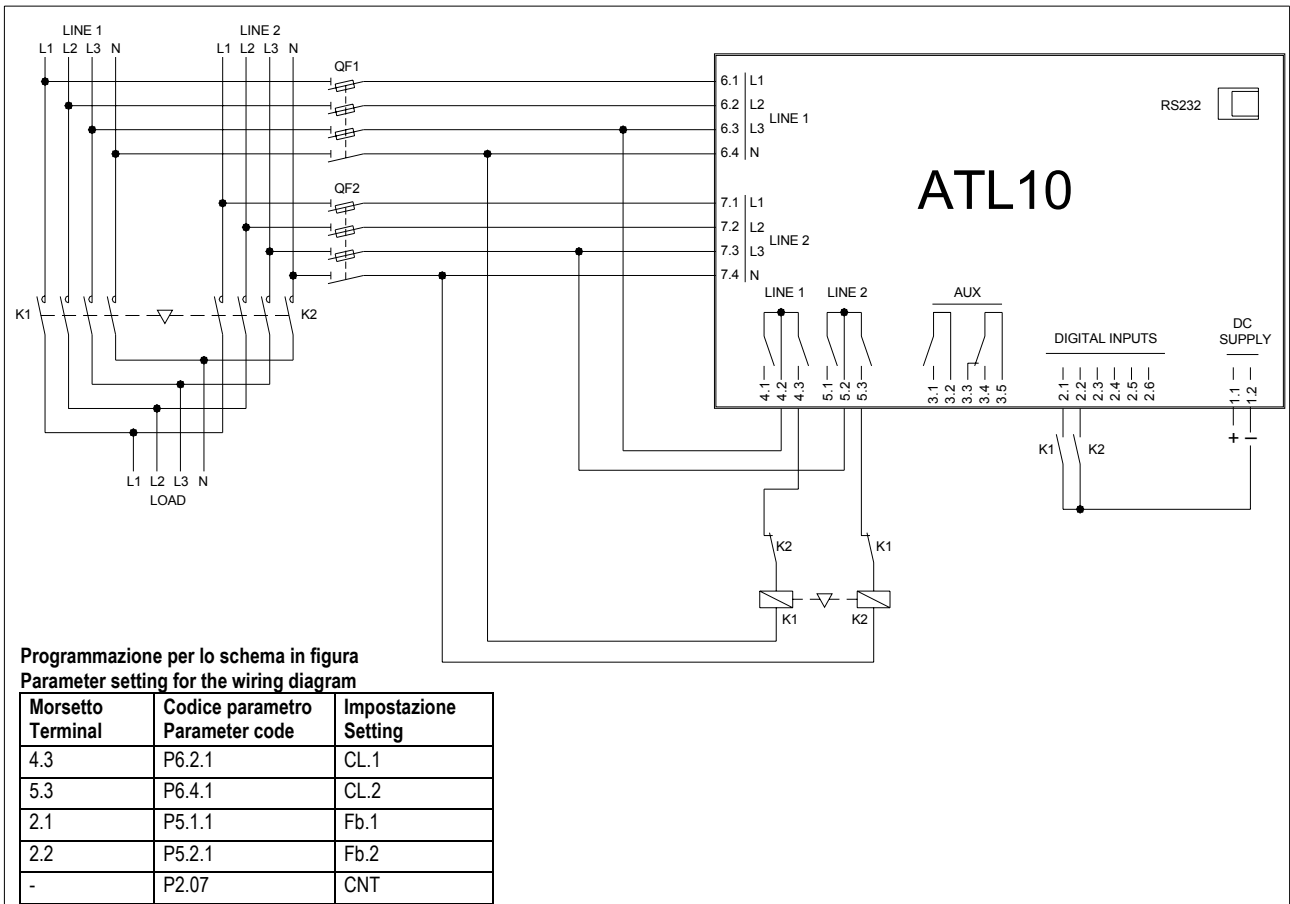 LINE 1
L1 L2 L3 N
LINE 2
L1 L2 L3 N
QF1
6.1 L1
6.2 L2
6.3 L3
6.4 N
LINE 1
RS232
ATL10
QF2
7.1 L1
7.2 L2
7.3 L3
7.4 N
LINE 2
LINE 1 LINE 2 AUX
DIGITAL INPUTS
DC
SUPPLY
4.1 4.2 4.3 5.1 5.2 5.3 3.1 3.2 3.3 3.4 3.5 2.1 2.2 2.3 2.4 2.5 2.6 1.1 1.2
K1 K2
K1 K2
+ –
L1 L2 L3 N
LOAD
K2 K1
K1 K2
Programmazione per lo schema in figura
Parameter setting for the wiring diagram
Morsetto Codice parametro Impostazione
Terminal Parameter code Setting
4.3 P6.2.1 CL.1
5.3 P6.4.1 CL.2
2.1 P5.1.1 Fb.1
2.2 P5.2.1 Fb.2
- P2.07 CNT